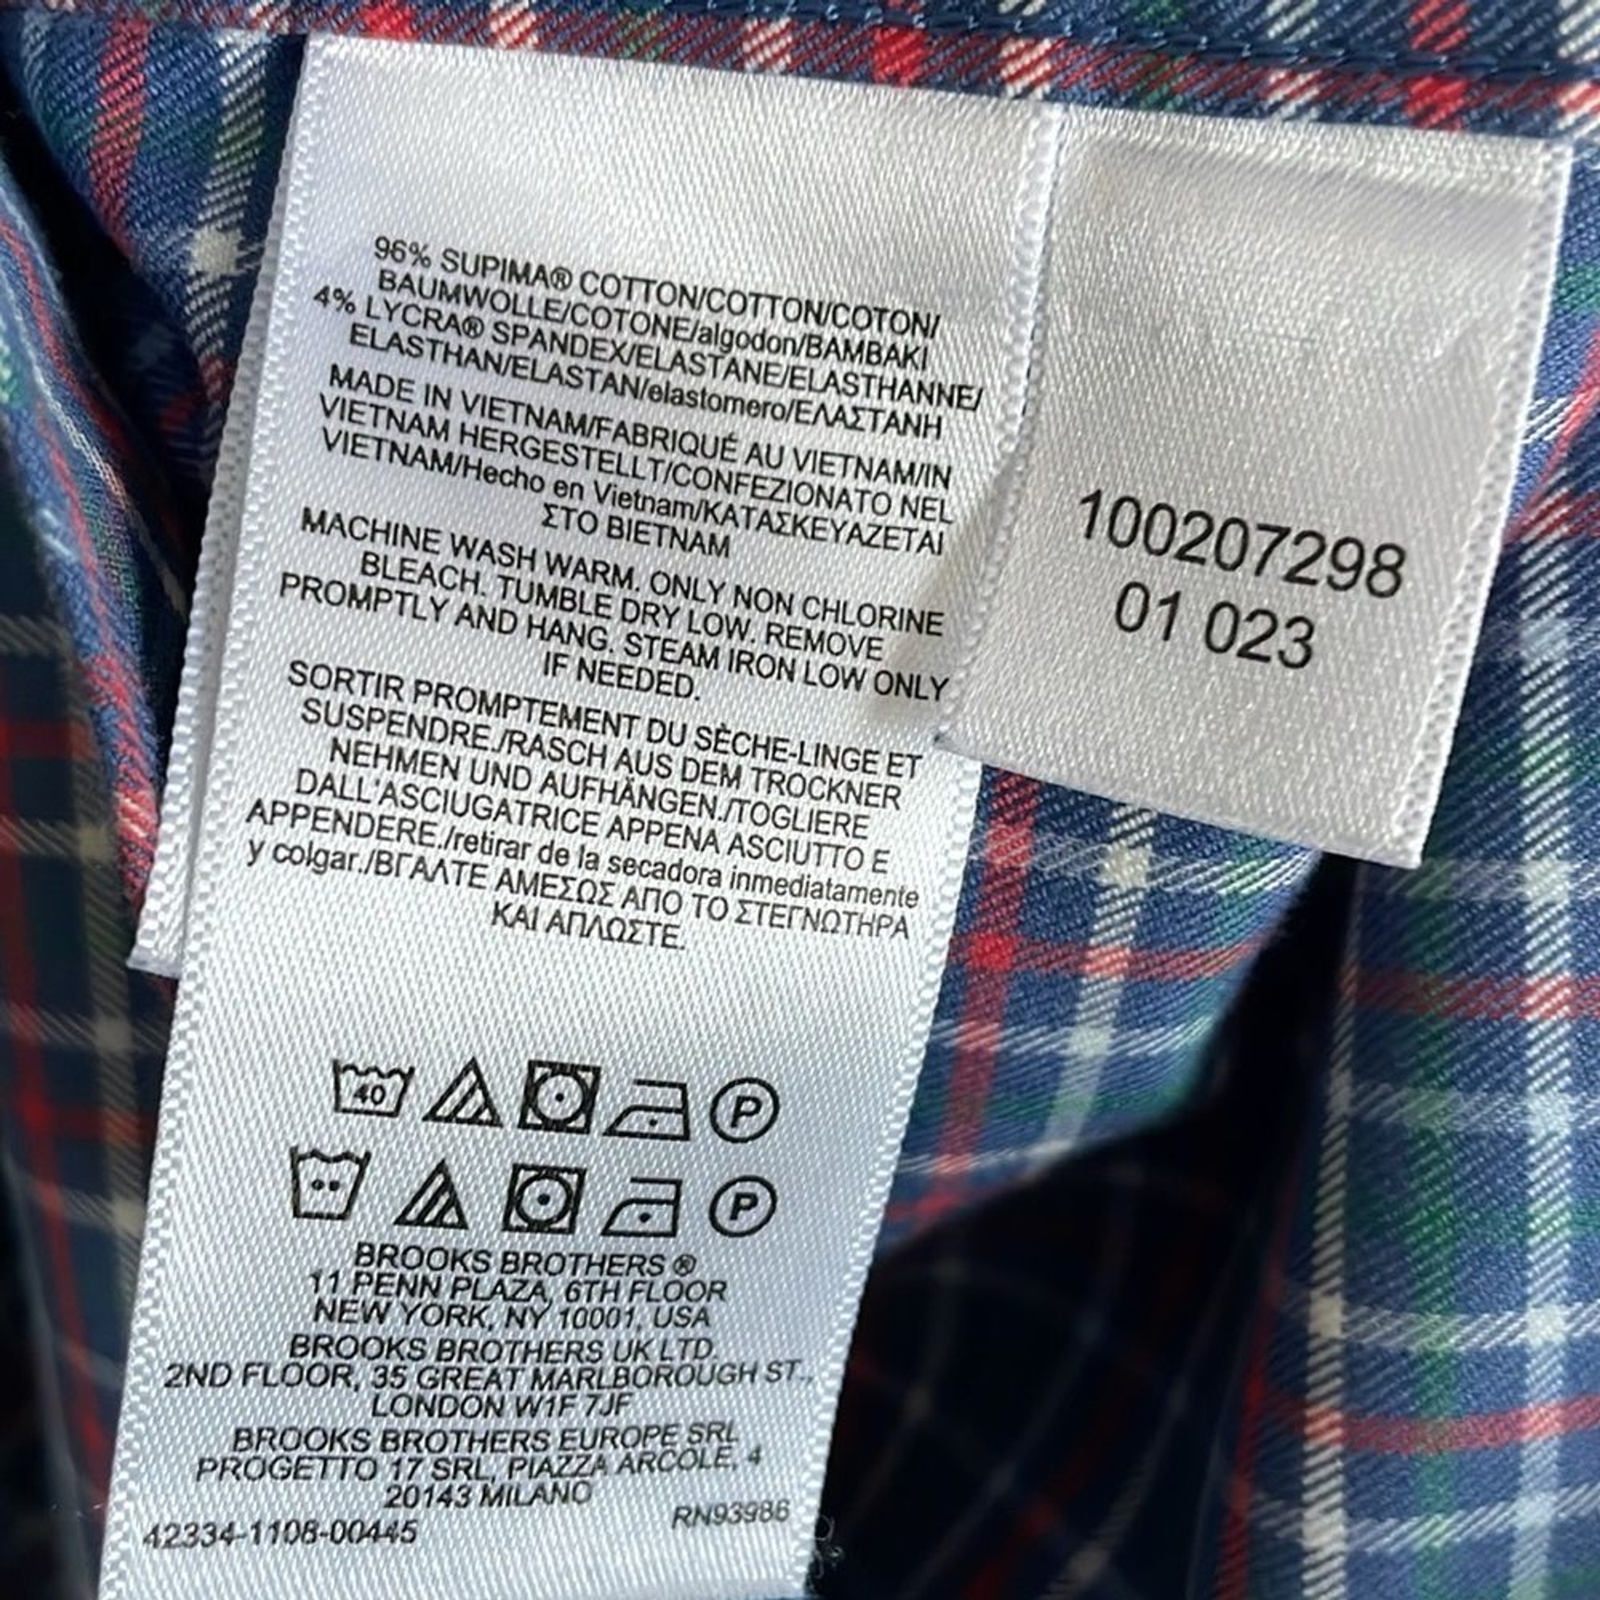 96% SUPIMA® COTTON/COTTON/COTON/
BAUMWOLLE/COTONE/algodon/BAMBAKI
4% LYCRA® SPANDEX/ELASTANE/ELASTHANNE/
ELASTHAN/ELASTAN/elastomero/ΕΛΑΣΤΑΝΗ
MADE IN VIETNAM/FABRIQUÉ AU VIETNAM/IN
VIETNAM HERGESTELLT/CONFEZIONATO NEL
VIETNAM/Hecho en Vietnam/ΚΑΤΑΣΚΕΥΑΖΕΤΑΙ
ΣΤΟ ΒΙΕΤΝΑΜ
MACHINE WASH WARM. ONLY NON CHLORINE
BLEACH. TUMBLE DRY LOW. REMOVE
PROMPTLY AND HANG. STEAM IRON LOW ONLY
IF NEEDED.
SORTIR PROMPTEMENT DU SÈCHE-LINGE ET
SUSPENDRE./RASCH AUS DEM TROCKNER
NEHMEN UND AUFHÄNGEN./TOGLIERE
DALL'ASCIUGATRICE APPENA ASCIUTTO E
APPENDERE./retirar de la secadora inmediatamente
y colgar./ΒΓΑΛΤΕ ΑΜΕΣΩΣ ΑΠΟ ΤΟ ΣΤΕΓΝΩΤΗΡΑ
ΚΑΙ ΑΠΛΩΣΤΕ.
40
P
P
BROOKS BROTHERS ®
11 PENN PLAZA, 6TH FLOOR
NEW YORK, NY 10001, USA
BROOKS BROTHERS UK LTD.
2ND FLOOR, 35 GREAT MARLBOROUGH ST.,
LONDON W1F 7JF
BROOKS BROTHERS EUROPE SRL
PROGETTO 17 SRL, PIAZZA ARCOLE, 4
20143 MILANO
42334-1108-00445
RN93986
100207298
01 023